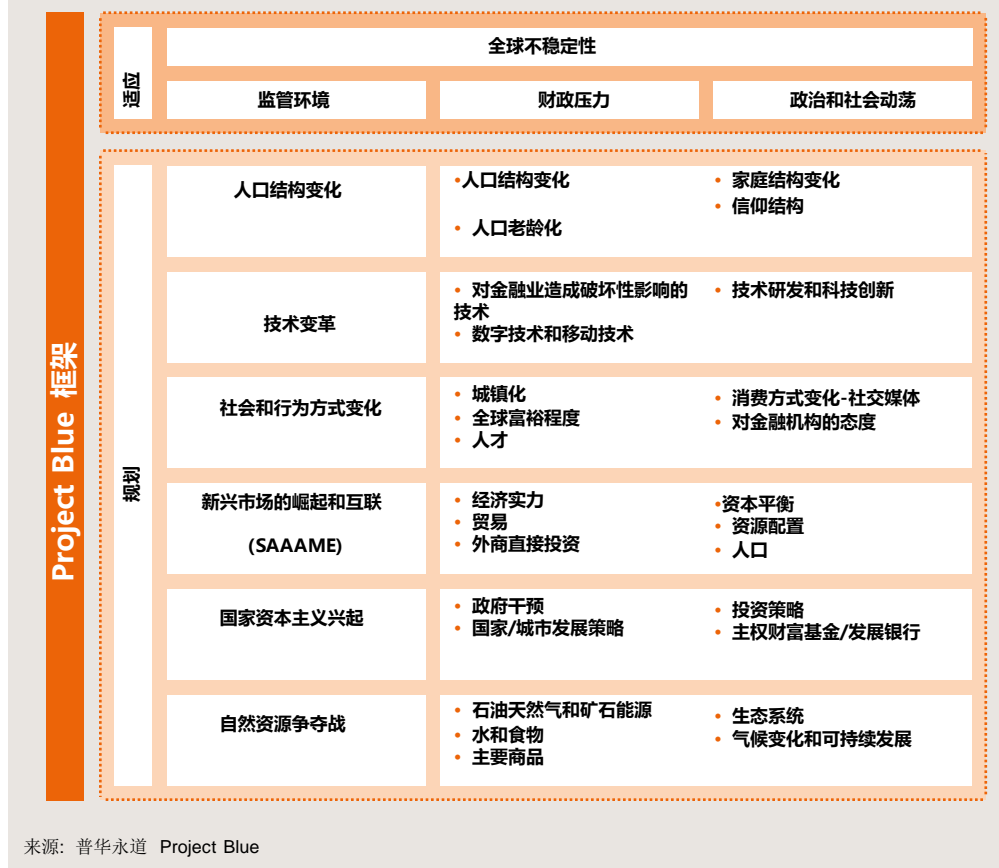 Project Blue 框架
适应
全球不稳定性
监管环境
财政压力
政治和社会动荡
规划
人口结构变化
•人口结构变化
• 人口老龄化
• 家庭结构变化
• 信仰结构
技术变革
• 对金融业造成破坏性影响的
技术
• 数字技术和移动技术
• 技术研发和科技创新
社会和行为方式变化
• 城镇化
• 全球富裕程度
• 人才
• 消费方式变化-社交媒体
• 对金融机构的态度
新兴市场的崛起和互联
(SAAAME)
• 经济实力
• 贸易
• 外商直接投资
•资本平衡
• 资源配置
• 人口
国家资本主义兴起
• 政府干预
• 国家/城市发展策略
• 投资策略
• 主权财富基金/发展银行
自然资源争夺战
• 石油天然气和矿石能源
• 水和食物
• 主要商品
• 生态系统
• 气候变化和可持续发展
来源: 普华永道 Project Blue